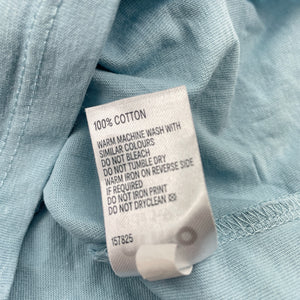 100% COTTON
WARM MACHINE WASH WITH
SIMILAR COLOURS
DO NOT BLEACH
DO NOT TUMBLE DRY
WARM IRON ON REVERSE SIDE
IF REQUIRED
DO NOT IRON PRINT
DO NOT DRYCLEAN
157825